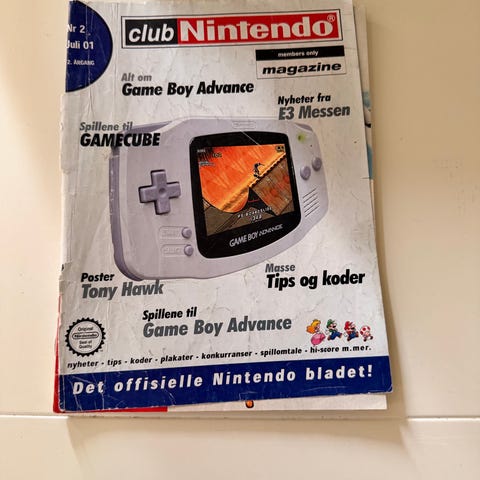 Nr 2
Juli 01
2. ÅRGANG
club Nintendo®
members only
magazine
Alt om
Game Boy Advance
Nyheter fra
E3 Messen
Spillene til
GAMECUBE
GAME BOY ADVANCE
Poster
Tony Hawk
Masse
Tips og koder
Spillene til
Game Boy Advance
Original
Nintendo
Seal of
Quality
nyheter - tips - koder - plakater - konkurranser - spillomtale - hi-score m.mer.
Det offisielle Nintendo bladet!